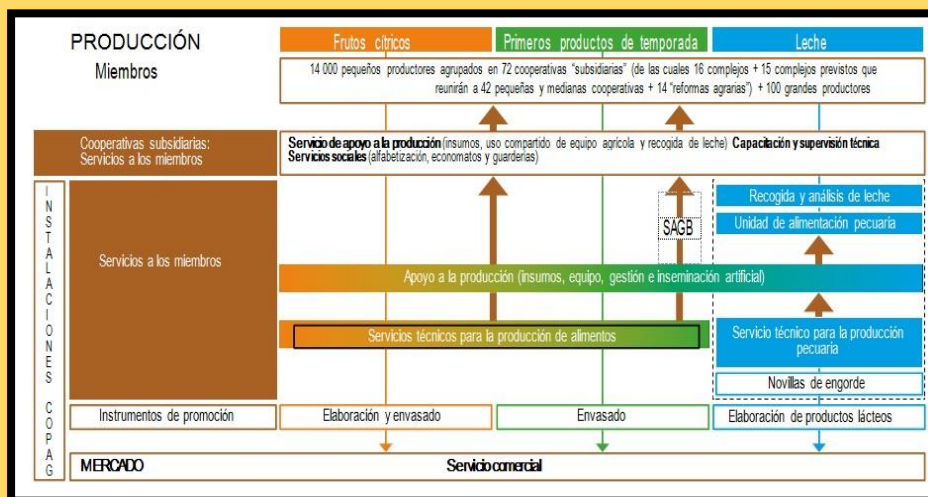 PRODUCCIÓN
Miembros
Frutos cítricos
Primeros productos de temporada
Leche
14 000 pequeños productores agrupados en 72 cooperativas “subsidiarias” (de las cuales 16 complejos + 15 complejos previstos que
reunirán a 42 pequeñas y medianas cooperativas + 14 “reformas agrarias”) + 100 grandes productores
Cooperativas subsidiarias:
Servicios a los miembros
Servicio de apoyo a la producción (insumos, uso compartido de equipo agrícola y recogida de leche) Capacitación y supervisión técnica
Servicios sociales (alfabetización, economatos y guarderías)
INSTALACIONES COPAG
Servicios a los miembros
Recogida y análisis de leche
Unidad de alimentación pecuaria
SAGB
Apoyo a la producción (insumos, equipo, gestión e inseminación artificial)
Servicios técnicos para la producción de alimentos
Servicio técnico para la producción
pecuaria
Novillas de engorde
Instrumentos de promoción
Elaboración y envasado
Envasado
Elaboración de productos lácteos
MERCADO
Servicio comercial